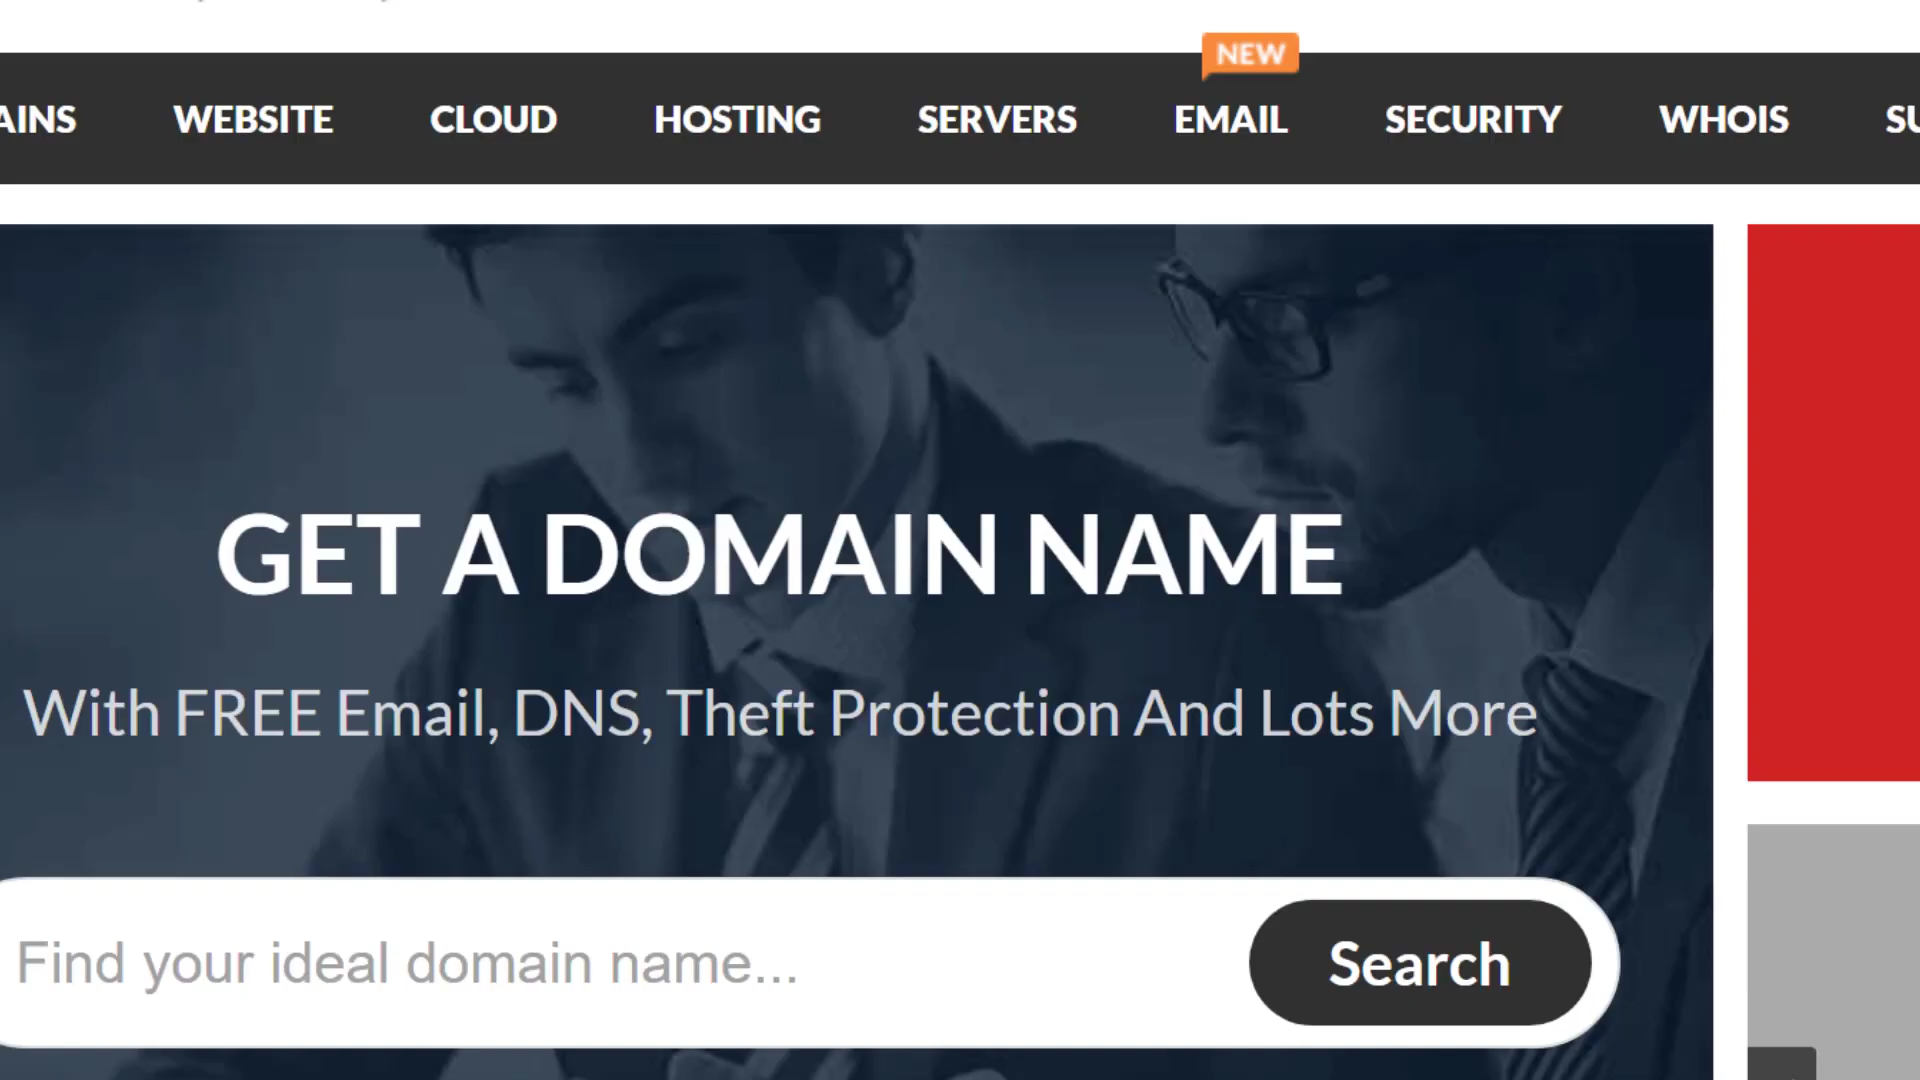 NEW
AINS WEBSITE CLOUD HOSTING SERVERS EMAIL SECURITY WHOIS SU
GET A DOMAIN NAME
With FREE Email, DNS, Theft Protection And Lots More
Find your ideal domain name... Search